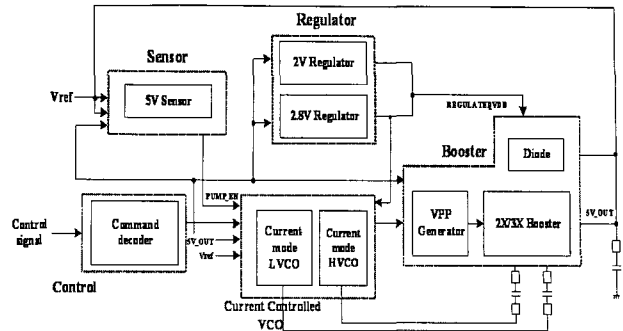 Regulator
Sensor
2V Regulator
5V Sensor
Vref
2.8V Regulator
REGULATEDVDD
Booster
Diode
PUMP_EN
Control
signal
Command
decoder
Control
5V_OUT
Vref
Current
mode
LVCO
Current
mode
HVCO
VPP
Generator
2X/3X Booster
5V_OUT
Current Controlled
VCO